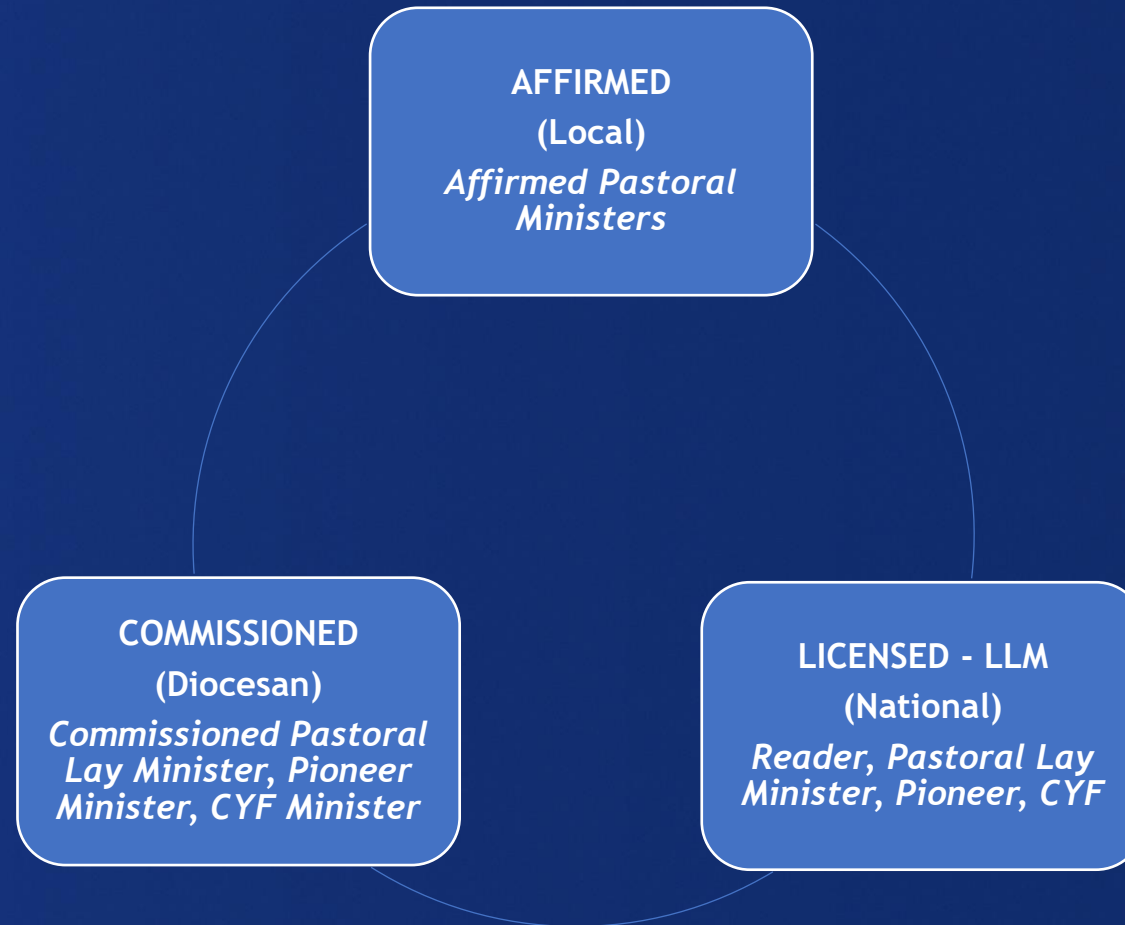 AFFIRMED
(Local)
Affirmed Pastoral
Ministers
COMMISSIONED
(Diocesan)
Commissioned Pastoral
Lay Minister, Pioneer
Minister, CYF Minister
LICENSED - LLM
(National)
Reader, Pastoral Lay
Minister, Pioneer, CYF